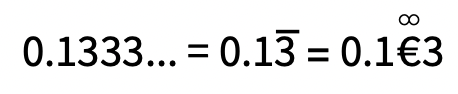 0.1333... = 0.13̅ = 0.1€̊3